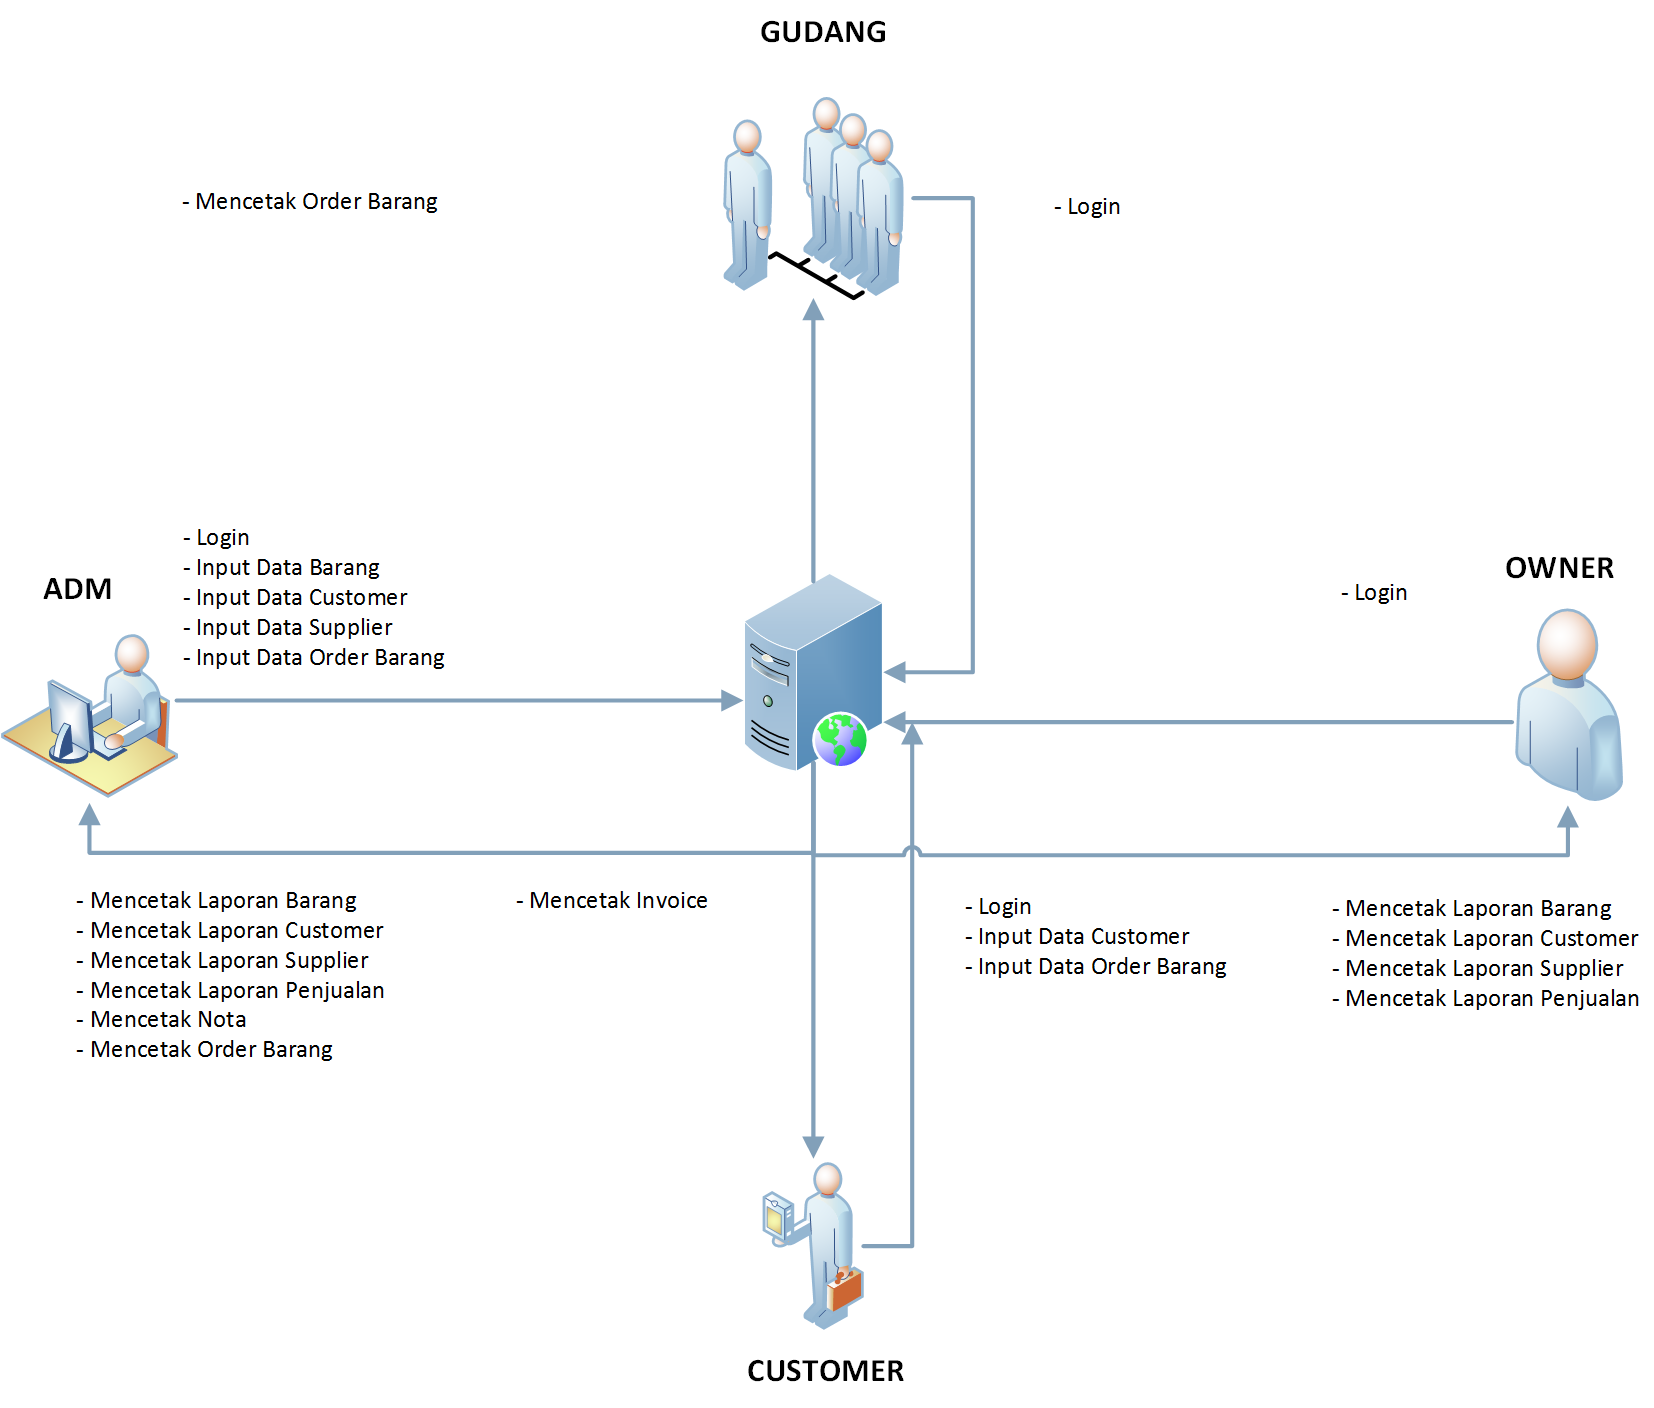 GUDANG
- Mencetak Order Barang
- Login
ADM
- Login
- Input Data Barang
- Input Data Customer
- Input Data Supplier
- Input Data Order Barang
OWNER
- Login
- Mencetak Laporan Barang
- Mencetak Laporan Customer
- Mencetak Laporan Supplier
- Mencetak Laporan Penjualan
- Mencetak Nota
- Mencetak Order Barang
- Mencetak Invoice
- Login
- Input Data Customer
- Input Data Order Barang
- Mencetak Laporan Barang
- Mencetak Laporan Customer
- Mencetak Laporan Supplier
- Mencetak Laporan Penjualan
CUSTOMER